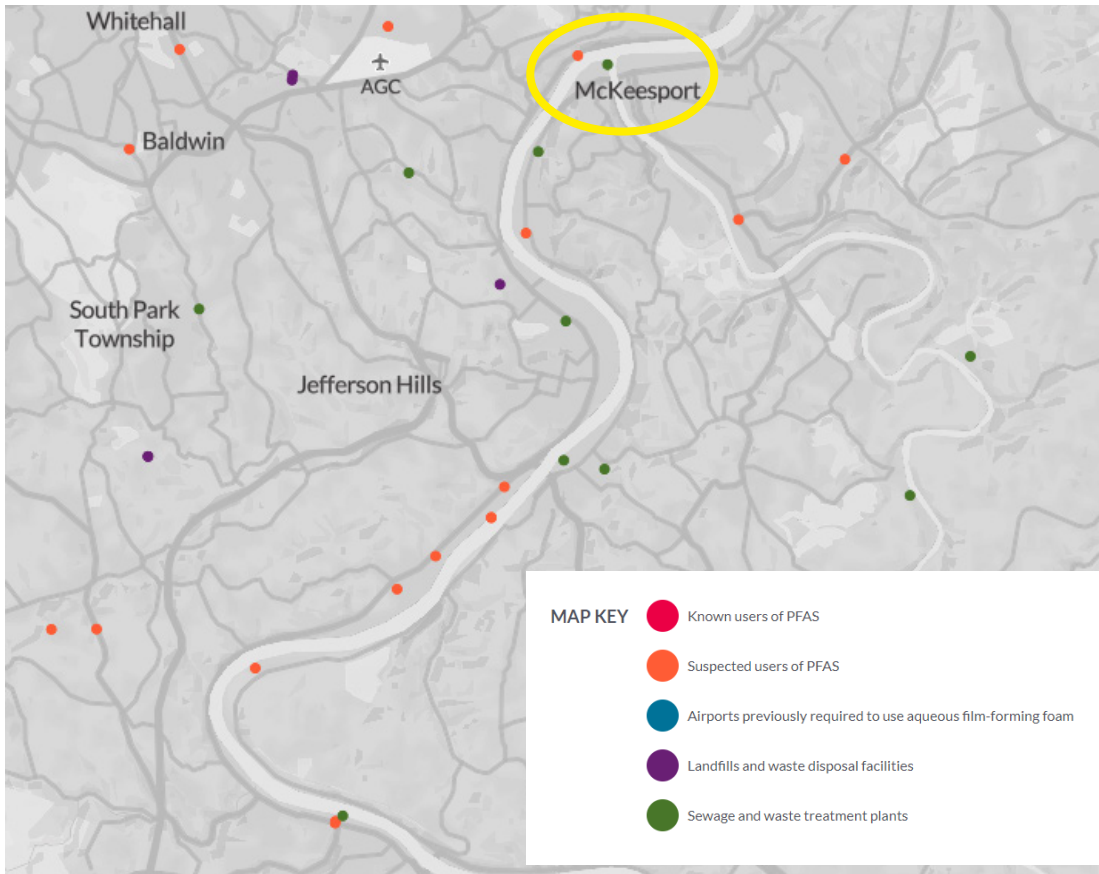 Whitehall
AGC
McKeesport
Baldwin
South Park
Township
Jefferson Hills
MAP KEY
Known users of PFAS
Suspected users of PFAS
Airports previously required to use aqueous film-forming foam
Landfills and waste disposal facilities
Sewage and waste treatment plants